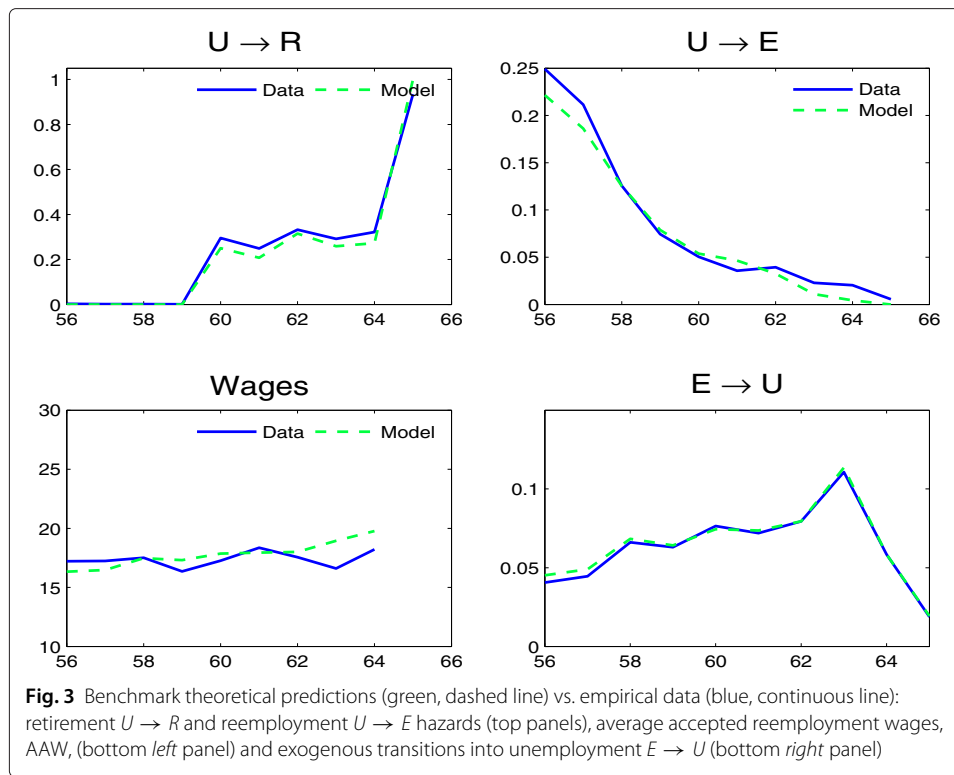 U → R
Data Model
1
0.8
0.6
0.4
0.2
0
56 58 60 62 64 66
U → E
Data
Model
0.25
0.2
0.15
0.1
0.05
0
56 58 60 62 64 66
Wages
Data Model
30
25
20
15
10
56 58 60 62 64 66
E → U
0.1
0.05
0
56 58 60 62 64
Fig. 3 Benchmark theoretical predictions (green, dashed line) vs. empirical data (blue, continuous line):
retirement U → R and reemployment U → E hazards (top panels), average accepted reemployment wages,
AAW, (bottom left panel) and exogenous transitions into unemployment E → U (bottom right panel)